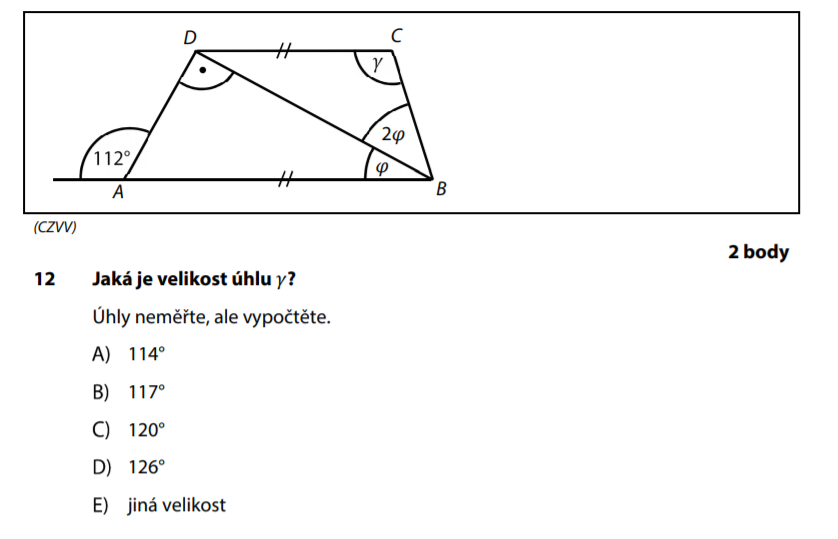 D
C
γ
2φ
112°
φ
A
B
(CZVV)
2 body
12 Jaká je velikost úhlu γ?
Úhly neměřte, ale vypočtěte.
A) 114°
B) 117°
C) 120°
D) 126°
E) jiná velikost